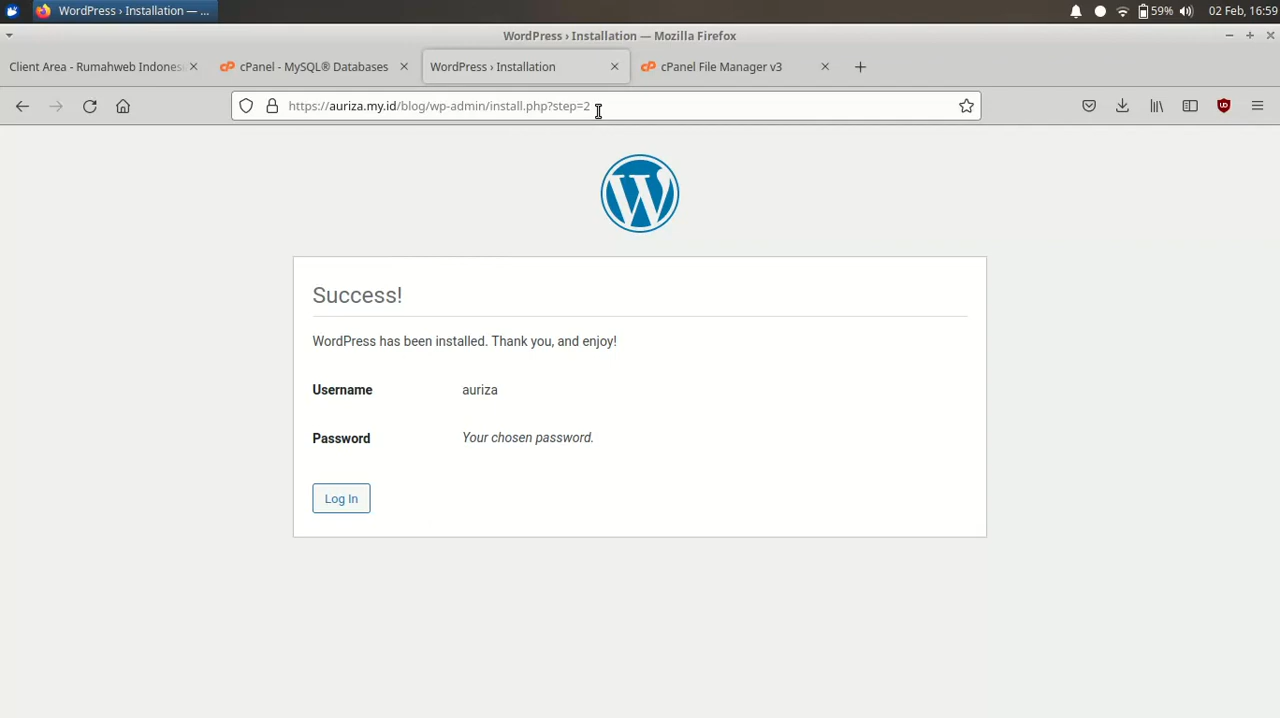 WordPress › Installation — ...
59%
02 Feb, 16:59
WordPress › Installation — Mozilla Firefox
Client Area - Rumahweb Indones
cPanel - MySQL® Databases
WordPress › Installation
cPanel File Manager v3
https://auriza.my.id/blog/wp-admin/install.php?step=2
W
Success!
WordPress has been installed. Thank you, and enjoy!
Username auriza
Password Your chosen password.
Log In